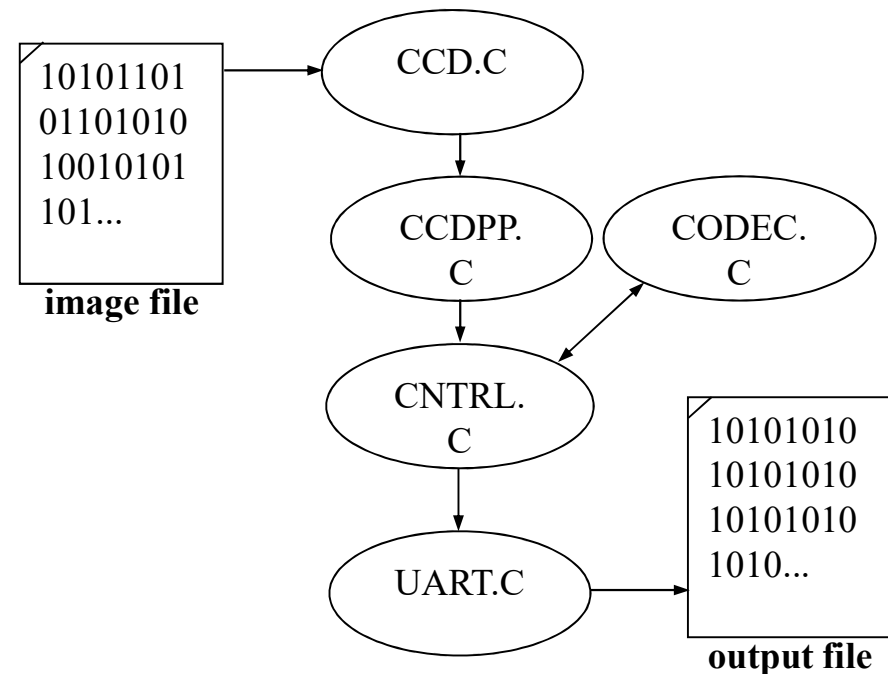 10101101
01101010
10010101
101...
image file
CCD.C
CCDPP.
C
CODEC.
C
CNTRL.
C
UART.C
10101010
10101010
10101010
1010...
output file